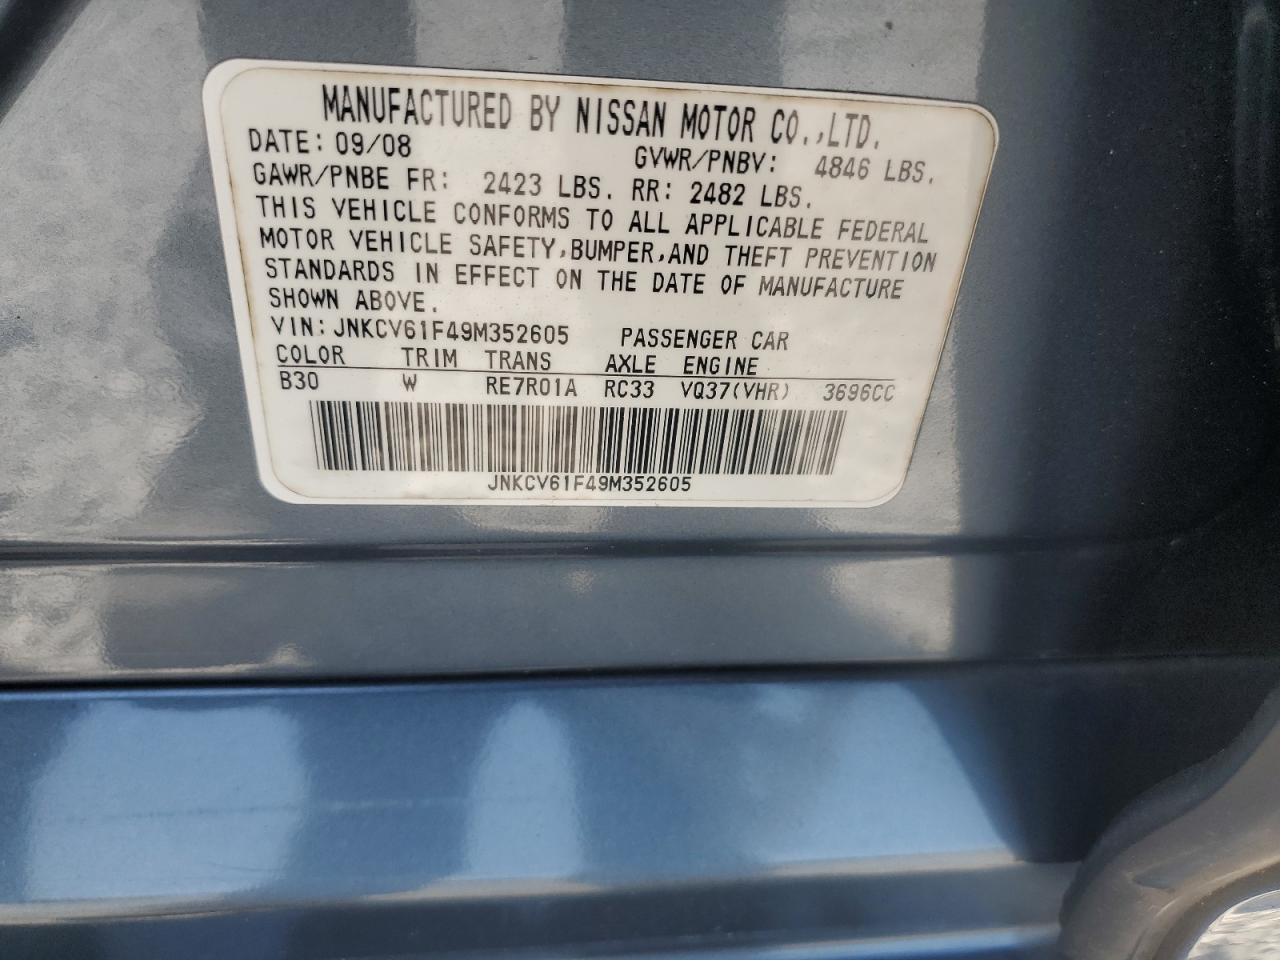 MANUFACTURED BY NISSAN MOTOR CO.,LTD.
DATE: 09/08 GVWR/PNBV: 4846 LBS.
GAWR/PNBE FR: 2423 LBS. RR: 2482 LBS.
THIS VEHICLE CONFORMS TO ALL APPLICABLE FEDERAL
MOTOR VEHICLE SAFETY,BUMPER,AND THEFT PREVENTION
STANDARDS IN EFFECT ON THE DATE OF MANUFACTURE
SHOWN ABOVE.
VIN:JNKCV61F49M352605 PASSENGER CAR
COLOR TRIM TRANS AXLE ENGINE
B30 W RE7R01A RC33 VQ37(VHR) 3696CC
JNKCV61F49M352605